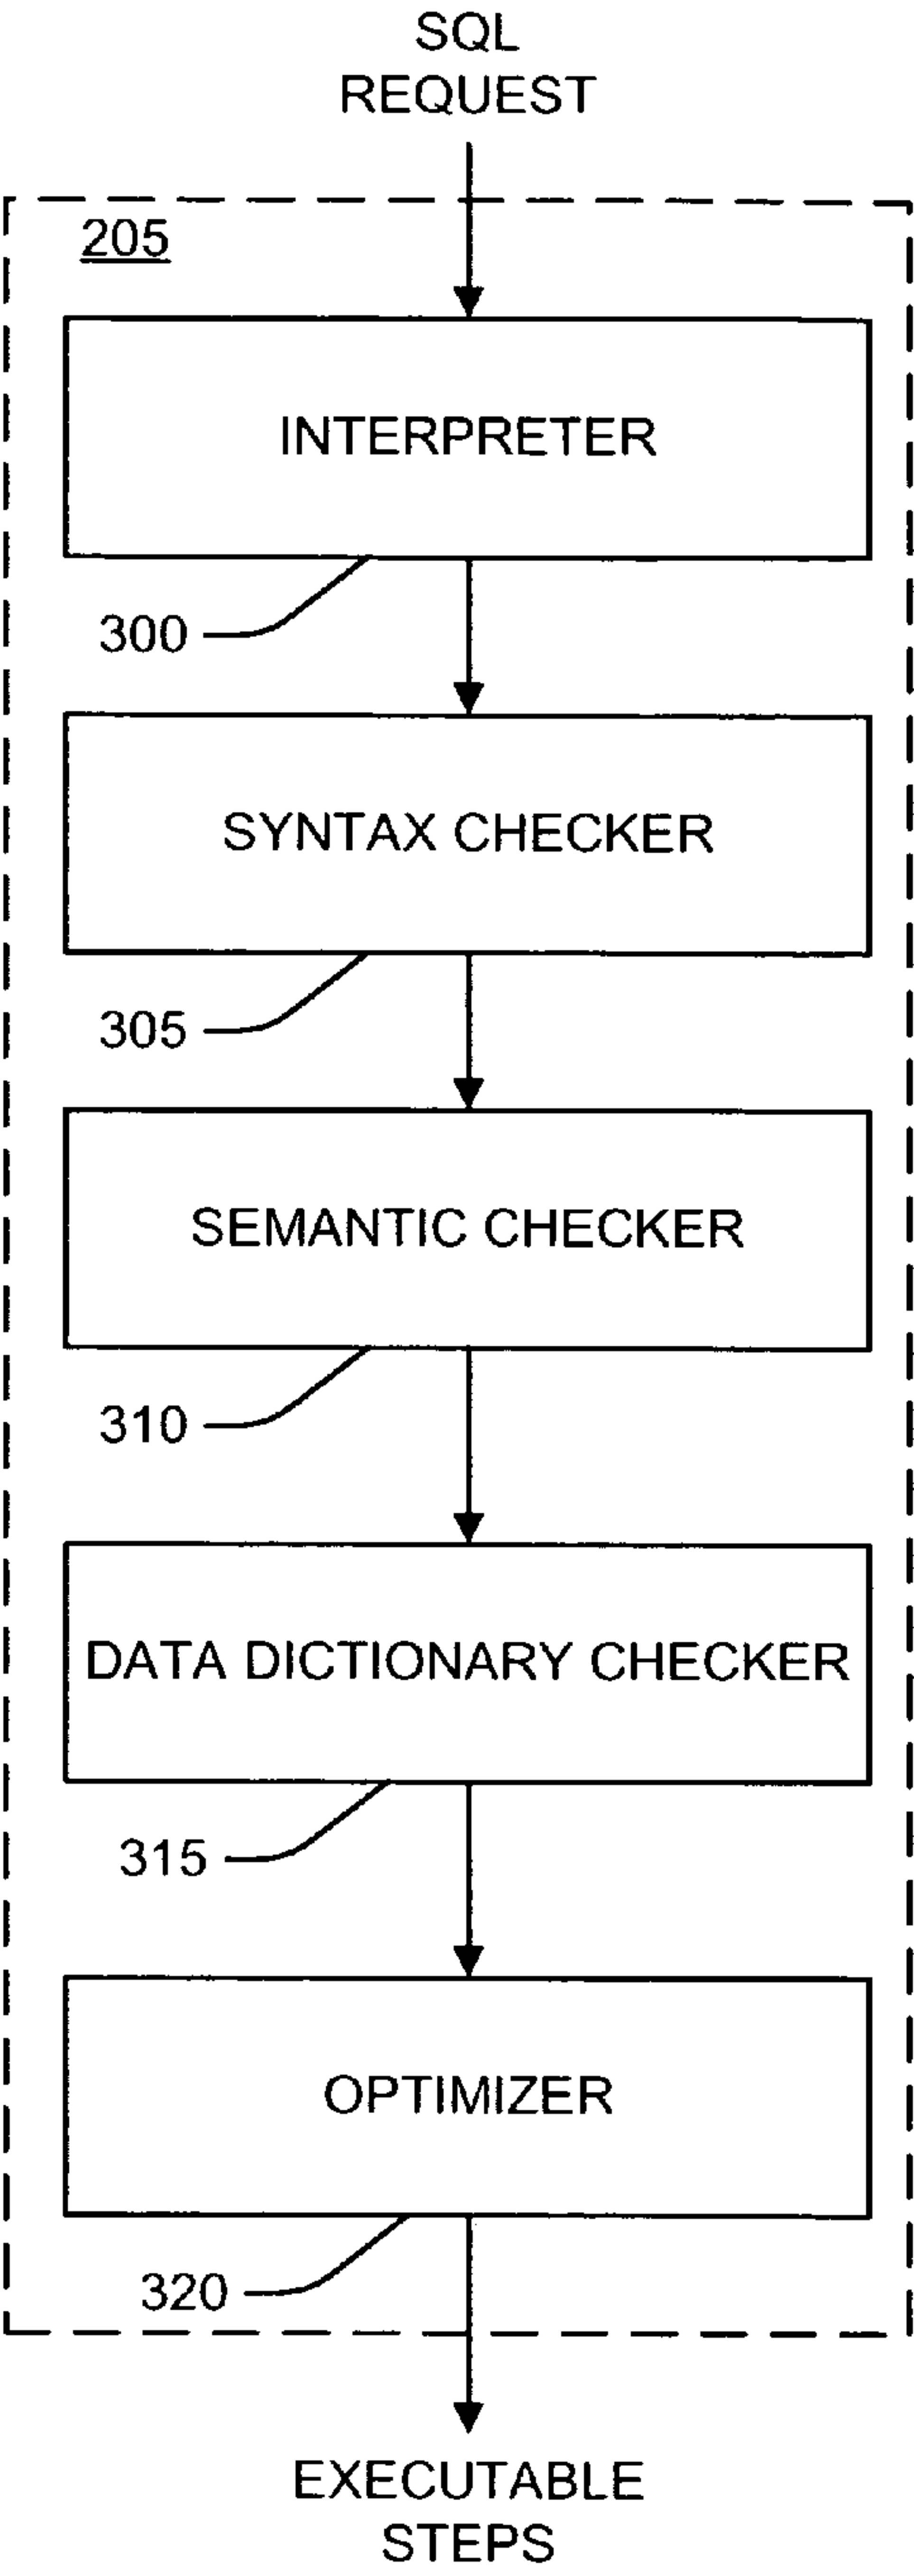 SQL
REQUEST
205
INTERPRETER
300
SYNTAX CHECKER
305
SEMANTIC CHECKER
310
DATA DICTIONARY CHECKER
315
OPTIMIZER
320
EXECUTABLE
STEPS